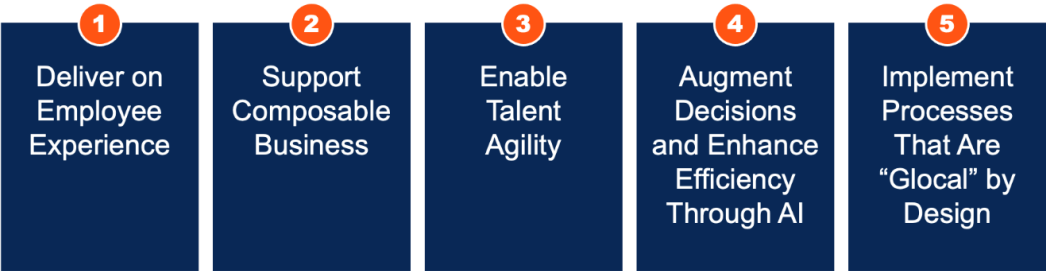 1
Deliver on
Employee
Experience
2
Support
Composable
Business
3
Enable
Talent
Agility
4
Augment
Decisions
and Enhance
Efficiency
Through AI
5
Implement
Processes
That Are
“Glocal” by
Design